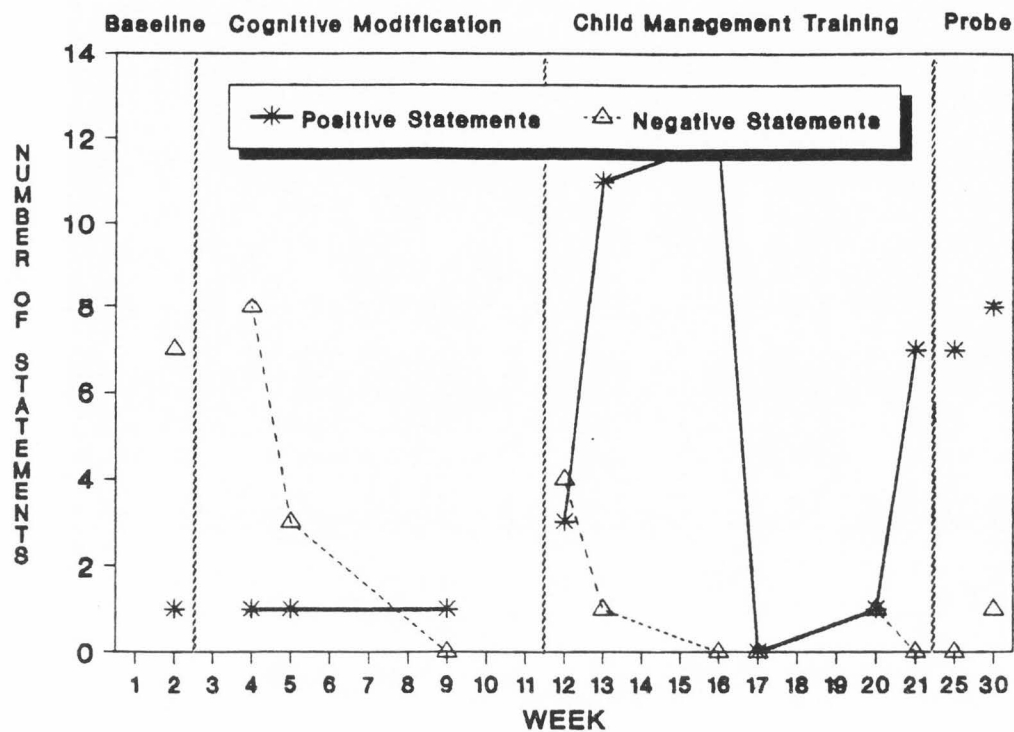 Baseline Cognitive Modification Child Management Training Probe
14
12
10
8
6
4
2
0
NUMBER OF STATEMENTS
Positive Statements Negative Statements
1 2 3 4 5 6 7 8 9 10 11 12 13 14 15 16 17 18 19 20 21 25 30
WEEK